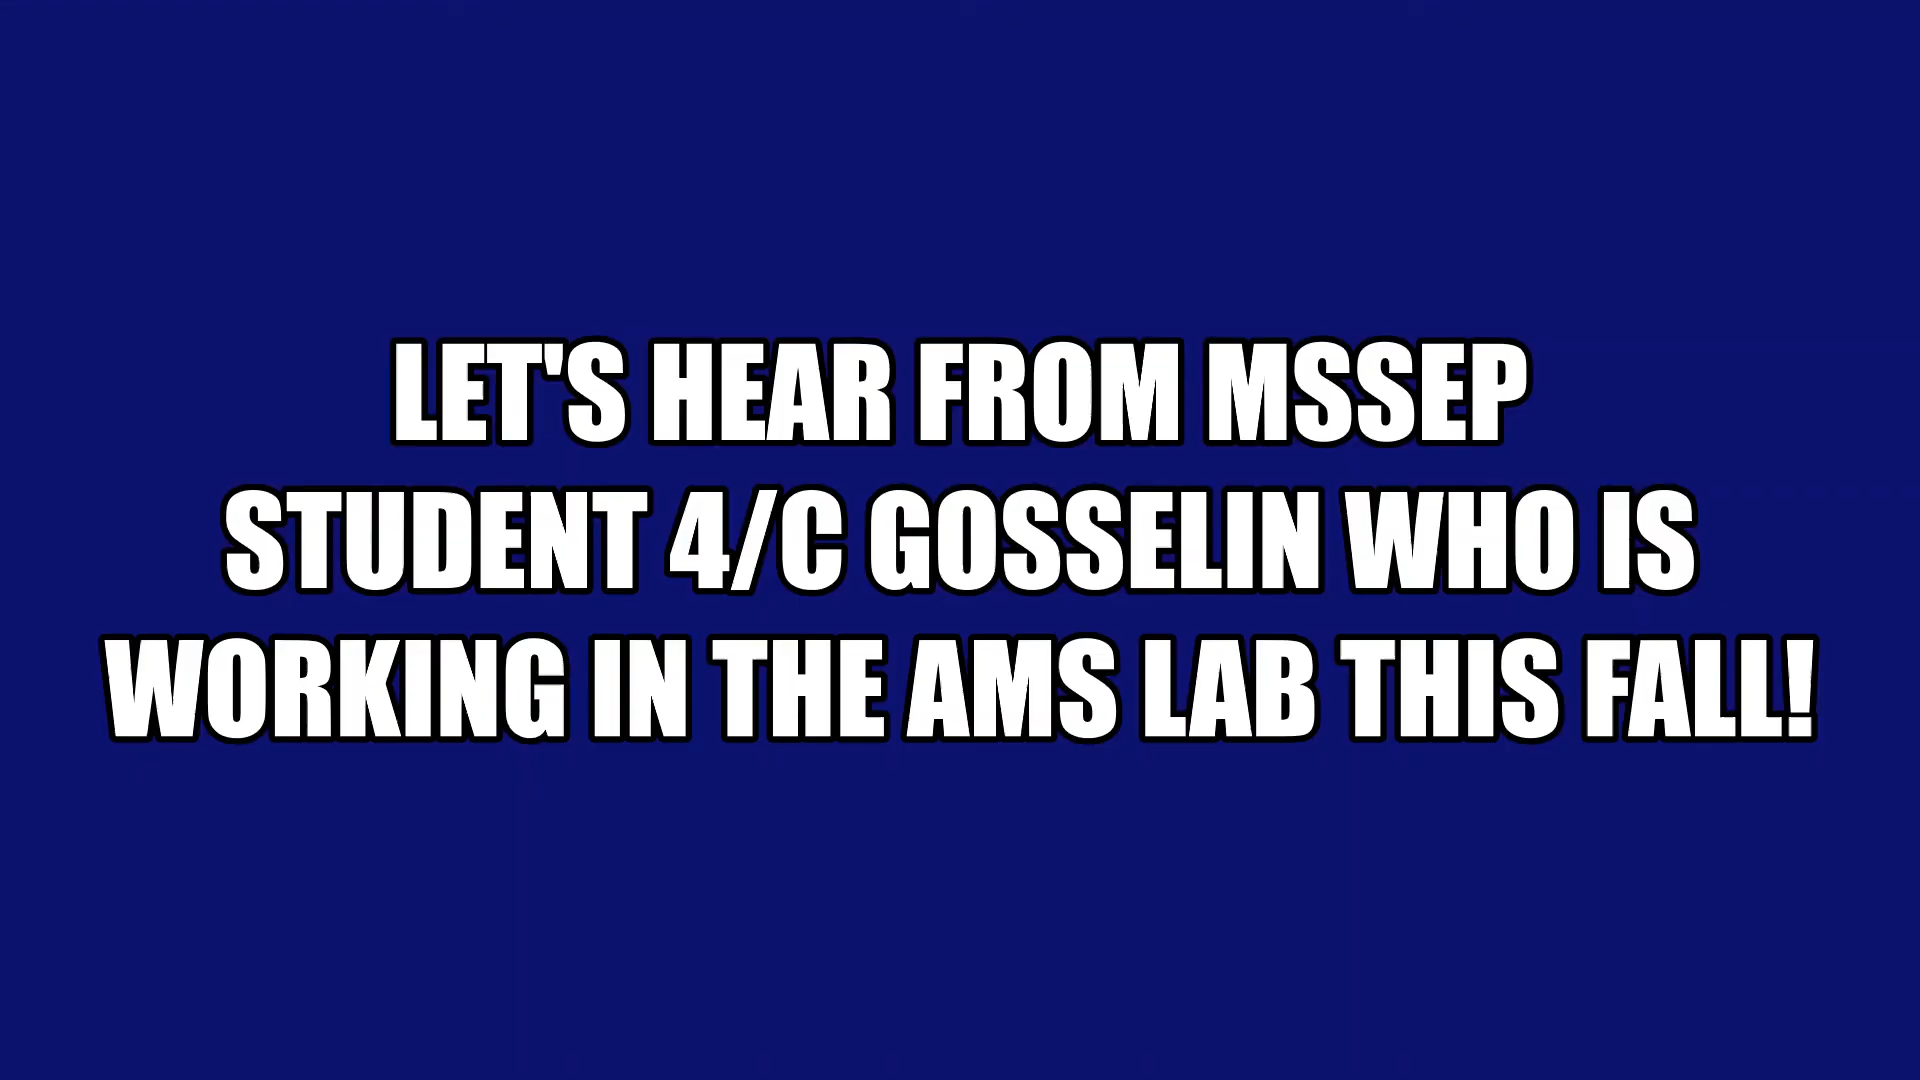 LET'S HEAR FROM MSSEP
STUDENT 4/C GOSSELIN WHO IS
WORKING IN THE AMS LAB THIS FALL!